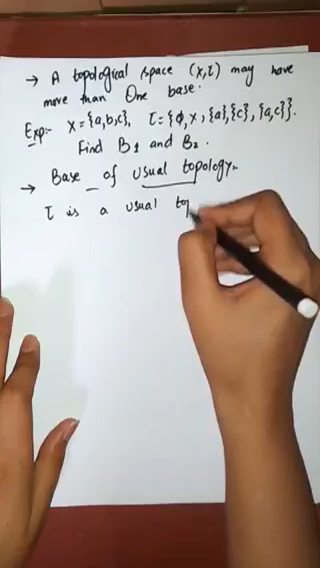 → A topological space (X,τ) may have
more than One base.
Exp:- X={a,b,c}, τ={φ,X,{a},{c},{a,c}}.
Find B1 and B2.
→ Base of usual topology.
τ is a usual top